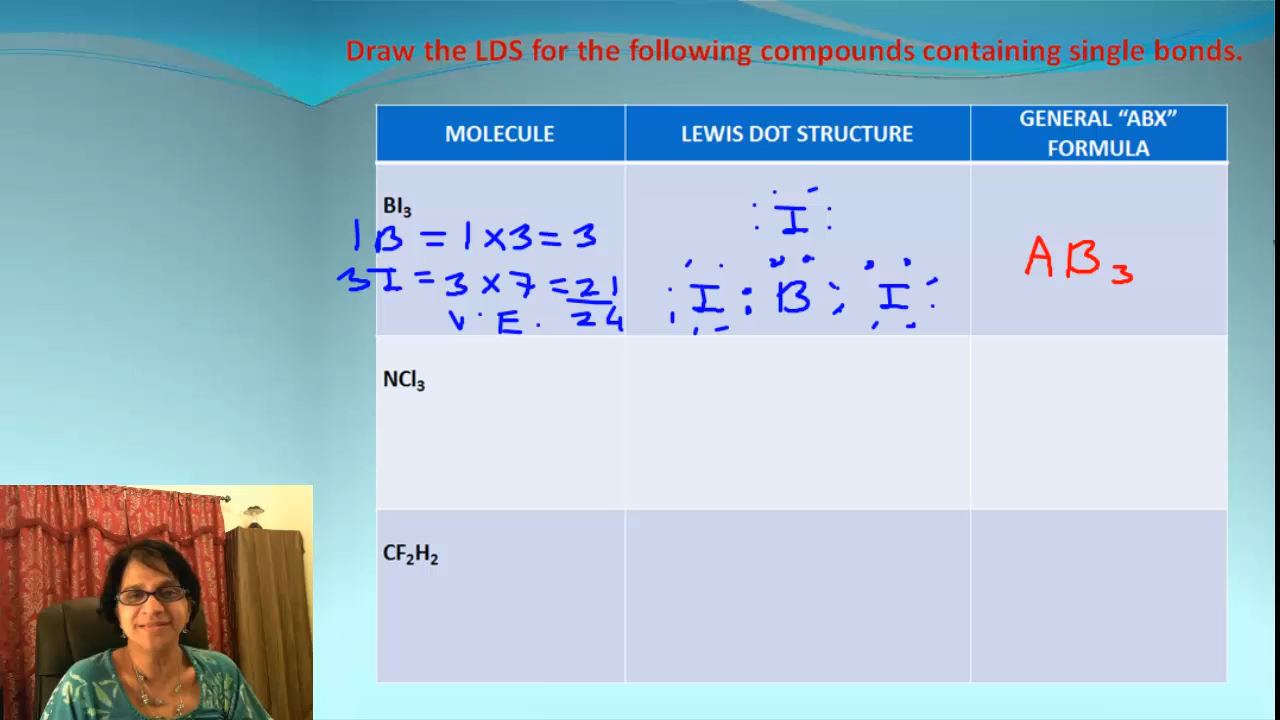 Draw the LDS for the following compounds containing single bonds.
MOLECULE
LEWIS DOT STRUCTURE
GENERAL “ABX”
FORMULA
BI₃
1B = 1 × 3 = 3
3I = 3 × 7 = 21
V.E. 24
I
I : B : I
AB₃
NCl₃
CF₂H₂